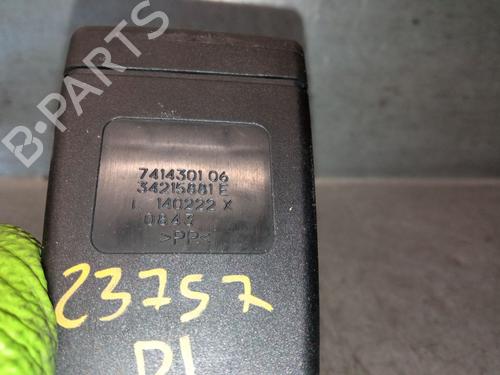 B-PARTS
7414301 06
34215881 E
I 140222 X
0843
>PP<
23757
DI